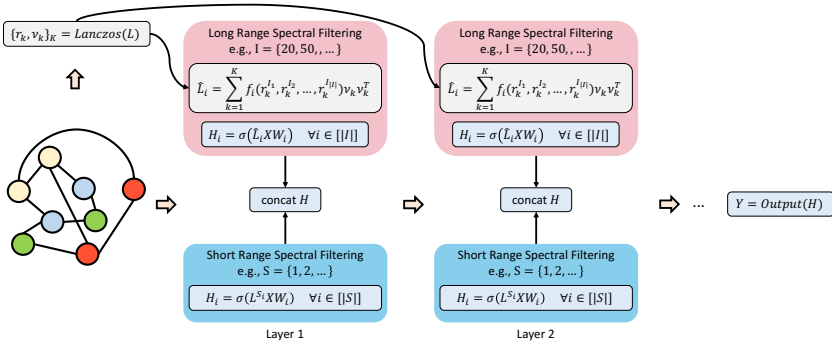 {r_k, v_k}_K = Lanczos(L)
Long Range Spectral Filtering
e.g., I = {20, 50, , … }
L̂_i = ∑_{k=1}^{K} f_i(r_k^{I_1}, r_k^{I_2}, … , r_k^{I_{|I|}})v_k v_k^T
H_i = σ(L̂_i X W_i) ∀i ∈ [|I|]
concat H
Short Range Spectral Filtering
e.g., S = {1, 2, … }
H_i = σ(L^{S_i} X W_i) ∀i ∈ [|S|]
Layer 1
Long Range Spectral Filtering
e.g., I = {20, 50, , … }
L̂_i = ∑_{k=1}^{K} f_i(r_k^{I_1}, r_k^{I_2}, … , r_k^{I_{|I|}})v_k v_k^T
H_i = σ(L̂_i X W_i) ∀i ∈ [|I|]
concat H
Short Range Spectral Filtering
e.g., S = {1, 2, … }
H_i = σ(L^{S_i} X W_i) ∀i ∈ [|S|]
Layer 2
…
Y = Output(H)